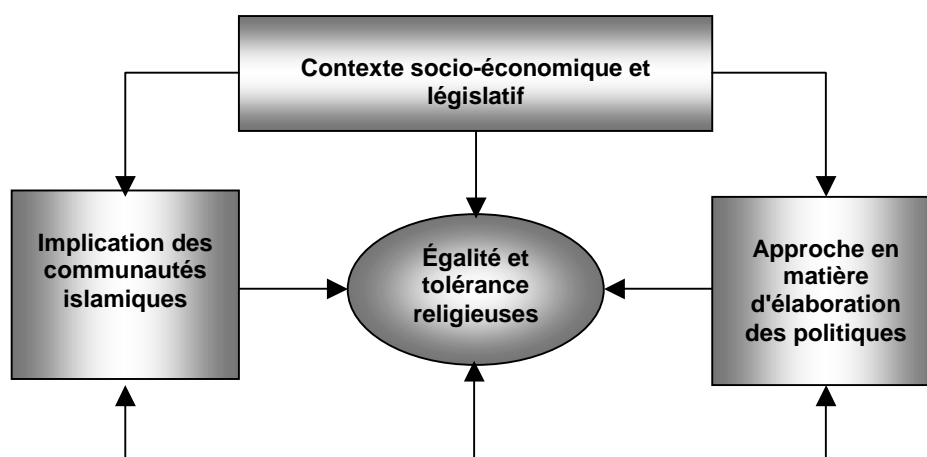 Contexte socio-économique et
législatif
Implication des
communautés
islamiques
Égalité et
tolérance
religieuses
Approche en
matière
d'élaboration
des politiques